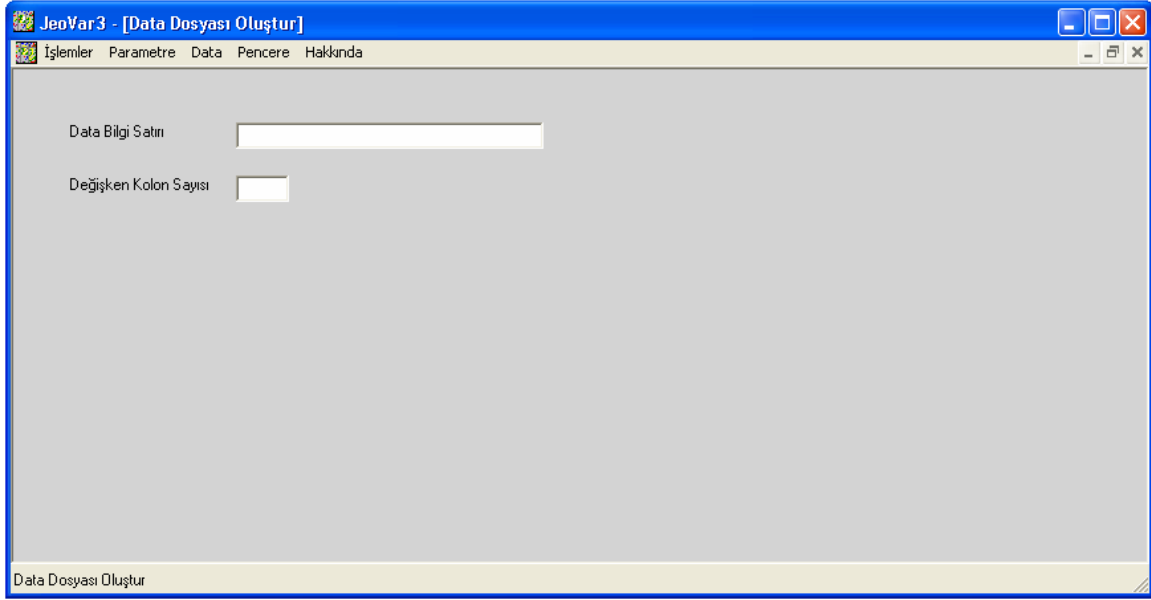 JeoVar3 - [Data Dosyası Oluştur]
İşlemler Parametre Data Pencere Hakkında
Data Bilgi Satırı
Değişken Kolon Sayısı
Data Dosyası Oluştur